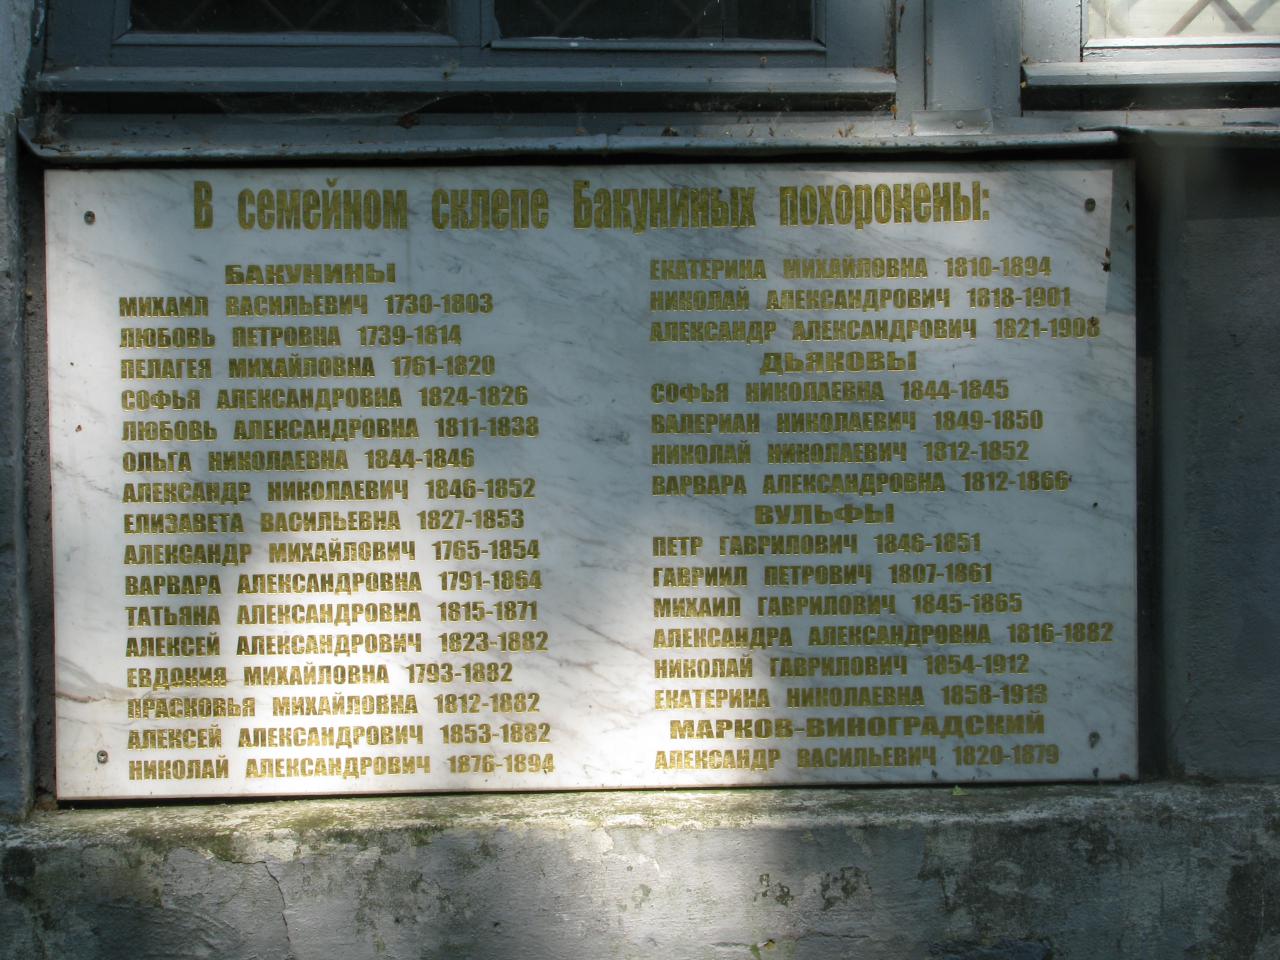 В семейном склепе Бакуниных похоронены:
БАКУНИНЫ
МИХАИЛ ВАСИЛЬЕВИЧ 1730-1803
ЛЮБОВЬ ПЕТРОВНА 1739-1814
ПЕЛАГЕЯ МИХАЙЛОВНА 1761-1820
СОФЬЯ АЛЕКСАНДРОВНА 1824-1826
ЛЮБОВЬ АЛЕКСАНДРОВНА 1811-1838
ОЛЬГА НИКОЛАЕВНА 1844-1846
АЛЕКСАНДР НИКОЛАЕВИЧ 1846-1852
ЕЛИЗАВЕТА ВАСИЛЬЕВНА 1827-1853
АЛЕКСАНДР МИХАЙЛОВИЧ 1765-1854
ВАРВАРА АЛЕКСАНДРОВНА 1791-1864
ТАТЬЯНА АЛЕКСАНДРОВНА 1815-1871
АЛЕКСЕЙ АЛЕКСАНДРОВИЧ 1823-1882
ЕВДОКИЯ МИХАЙЛОВНА 1793-1882
ПРАСКОВЬЯ МИХАЙЛОВНА 1812-1882
АЛЕКСЕЙ АЛЕКСАНДРОВИЧ 1853-1882
НИКОЛАЙ АЛЕКСАНДРОВИЧ 1876-1894
ЕКАТЕРИНА МИХАЙЛОВНА 1810-1894
НИКОЛАЙ АЛЕКСАНДРОВИЧ 1818-1901
АЛЕКСАНДР АЛЕКСАНДРОВИЧ 1821-1908
ДЬЯКОВЫ
СОФЬЯ НИКОЛАЕВНА 1844-1845
ВАЛЕРИАН НИКОЛАЕВИЧ 1849-1850
НИКОЛАЙ НИКОЛАЕВИЧ 1812-1852
ВАРВАРА АЛЕКСАНДРОВНА 1812-1866
ВУЛЬФЫ
ПЕТР ГАВРИЛОВИЧ 1846-1851
ГАВРИИЛ ПЕТРОВИЧ 1807-1861
МИХАИЛ ГАВРИЛОВИЧ 1845-1865
АЛЕКСАНДРА АЛЕКСАНДРОВНА 1816-1882
НИКОЛАЙ ГАВРИЛОВИЧ 1854-1912
ЕКАТЕРИНА НИКОЛАЕВНА 1858-1913
МАРКОВ-ВИНОГРАДСКИЙ
АЛЕКСАНДР ВАСИЛЬЕВИЧ 1820-1879